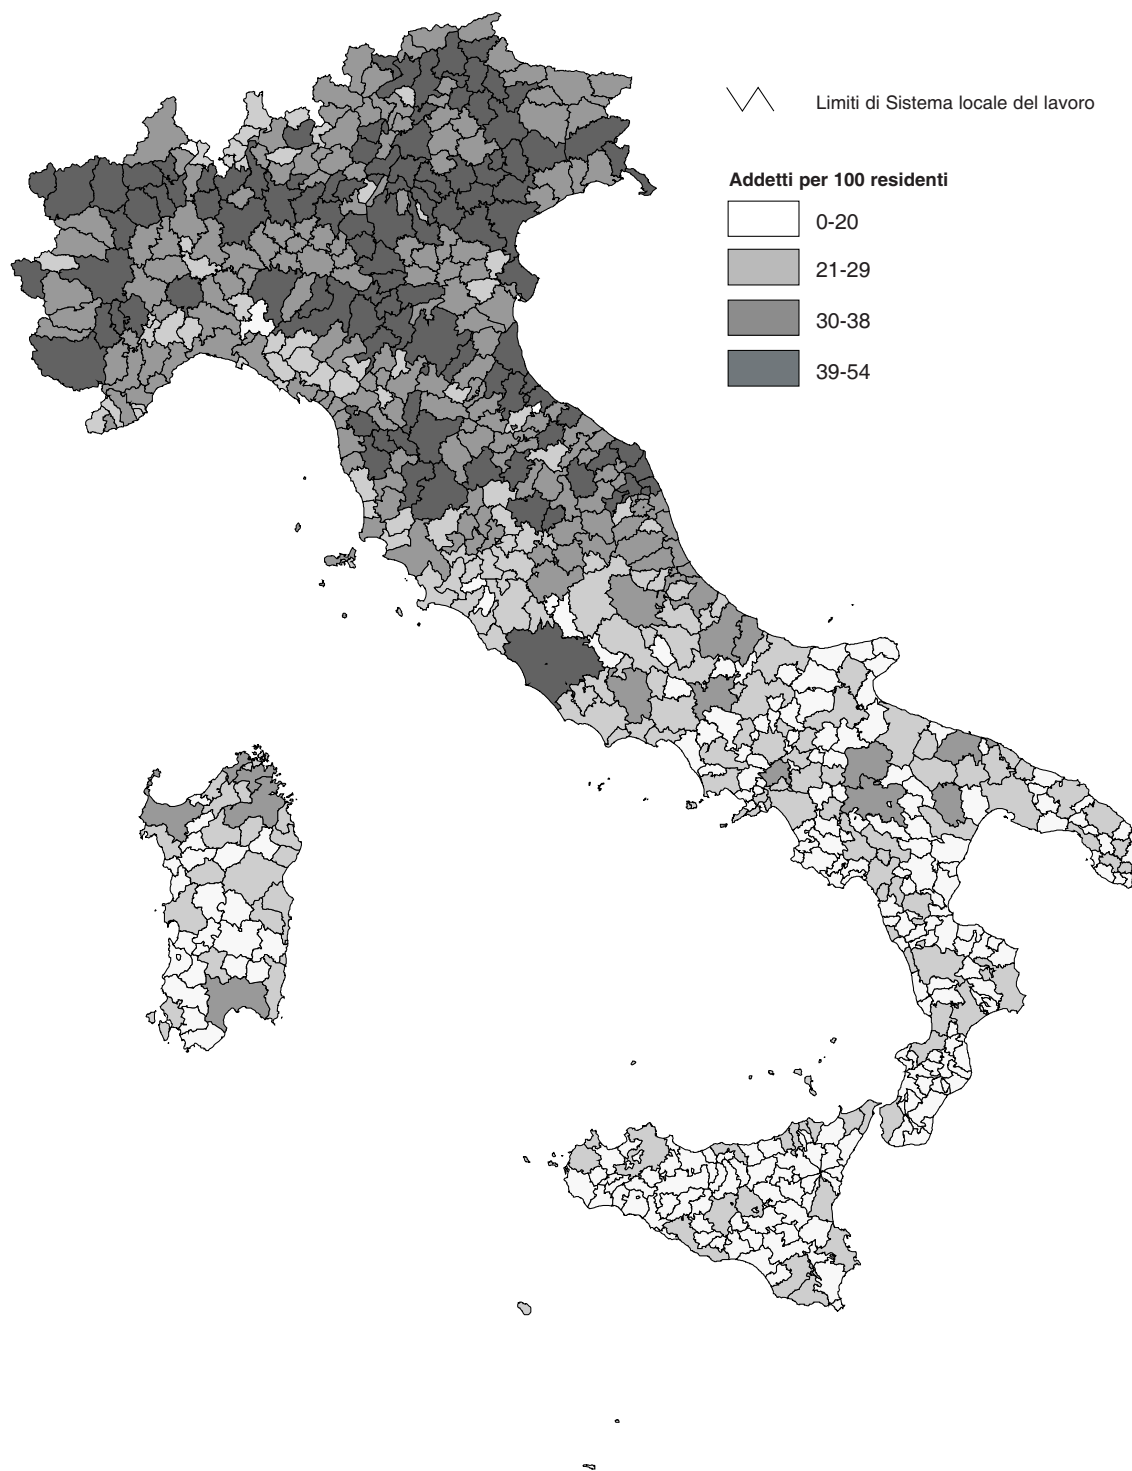 Limiti di Sistema locale del lavoro
Addetti per 100 residenti
0-20
21-29
30-38
39-54